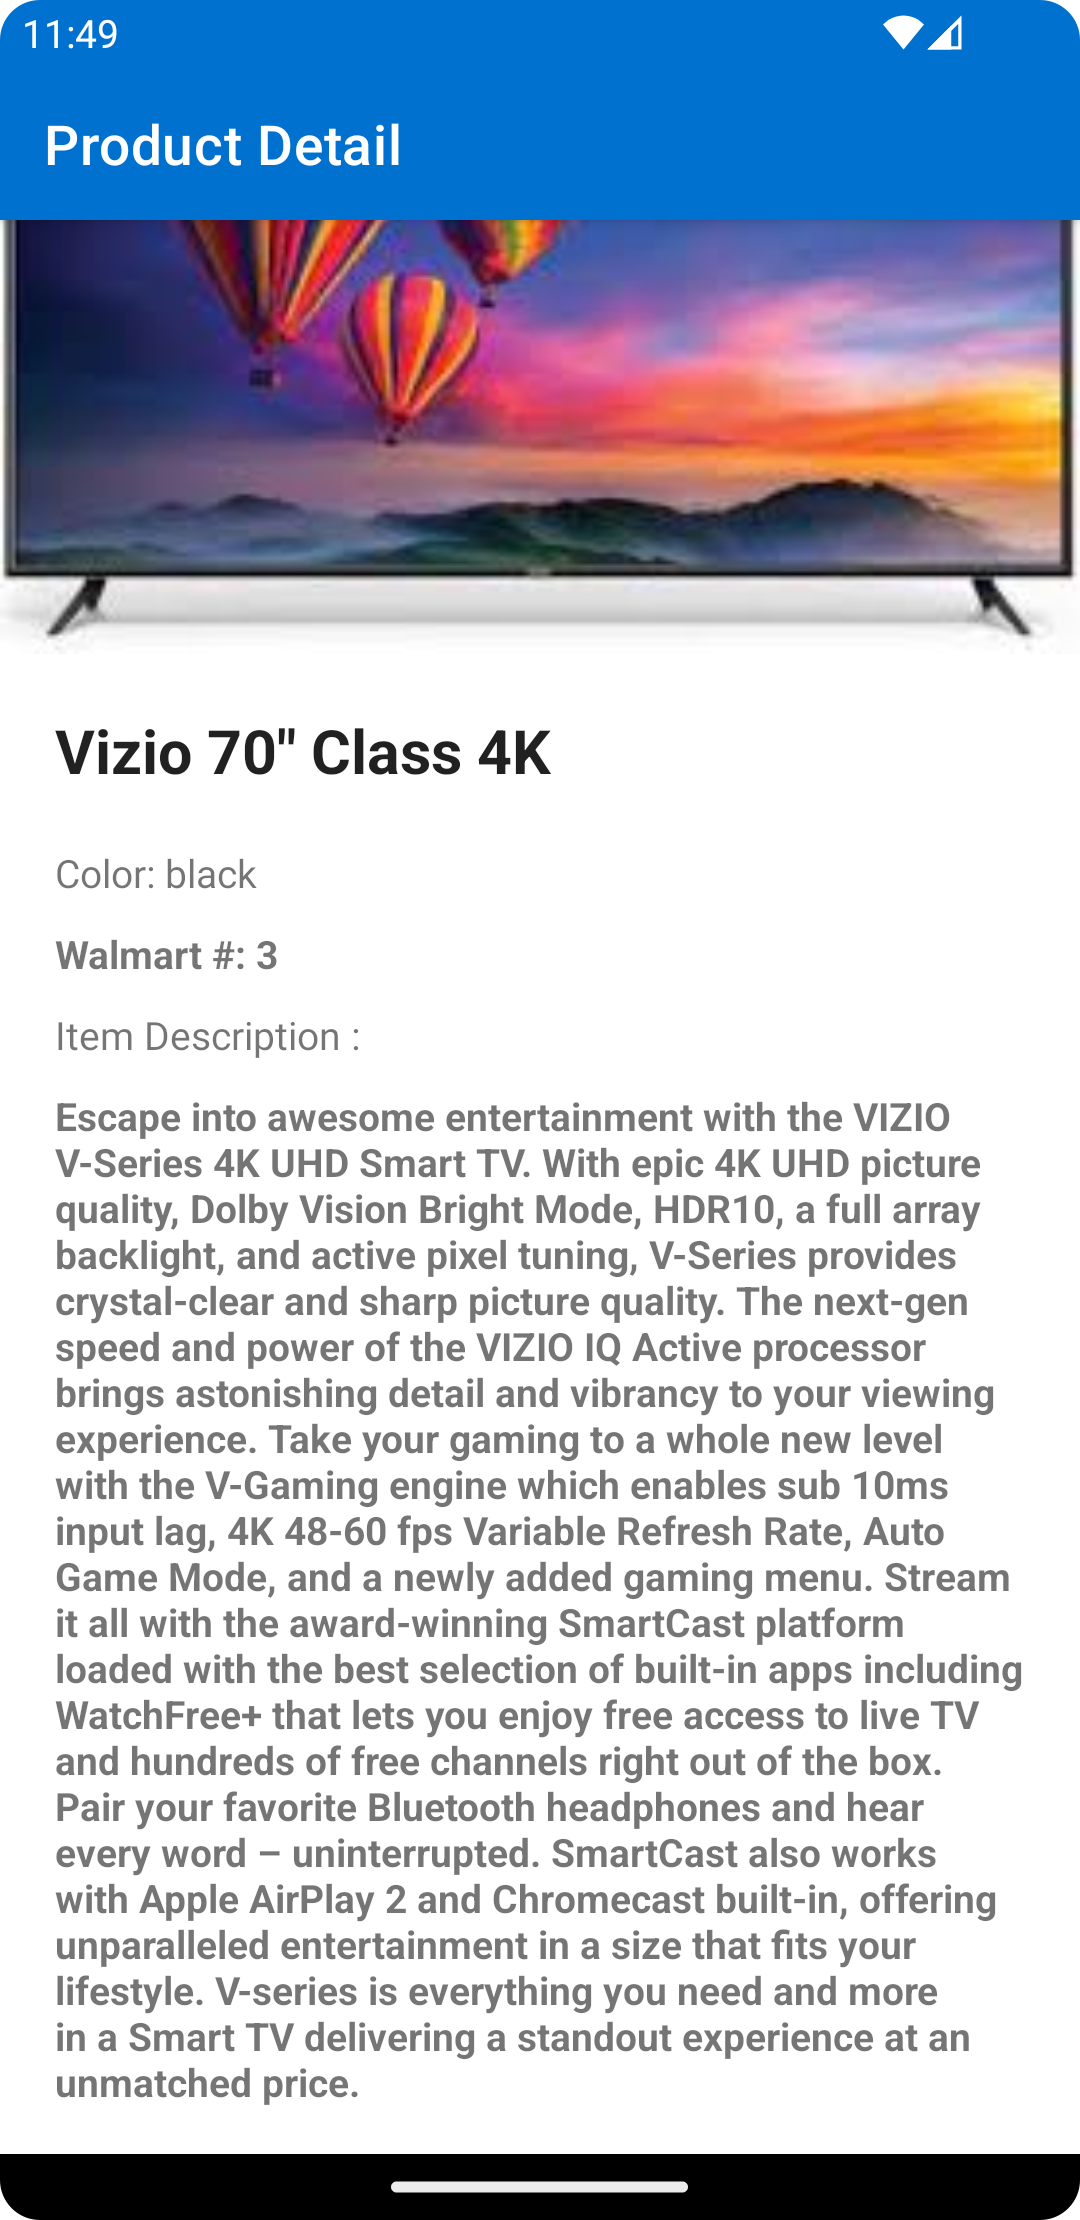 11:49
Product Detail
Vizio 70" Class 4K
Color: black
Walmart #: 3
Item Description :
Escape into awesome entertainment with the VIZIO
V-Series 4K UHD Smart TV. With epic 4K UHD picture
quality, Dolby Vision Bright Mode, HDR10, a full array
backlight, and active pixel tuning, V-Series provides
crystal-clear and sharp picture quality. The next-gen
speed and power of the VIZIO IQ Active processor
brings astonishing detail and vibrancy to your viewing
experience. Take your gaming to a whole new level
with the V-Gaming engine which enables sub 10ms
input lag, 4K 48-60 fps Variable Refresh Rate, Auto
Game Mode, and a newly added gaming menu. Stream
it all with the award-winning SmartCast platform
loaded with the best selection of built-in apps including
WatchFree+ that lets you enjoy free access to live TV
and hundreds of free channels right out of the box.
Pair your favorite Bluetooth headphones and hear
every word – uninterrupted. SmartCast also works
with Apple AirPlay 2 and Chromecast built-in, offering
unparalleled entertainment in a size that fits your
lifestyle. V-series is everything you need and more
in a Smart TV delivering a standout experience at an
unmatched price.